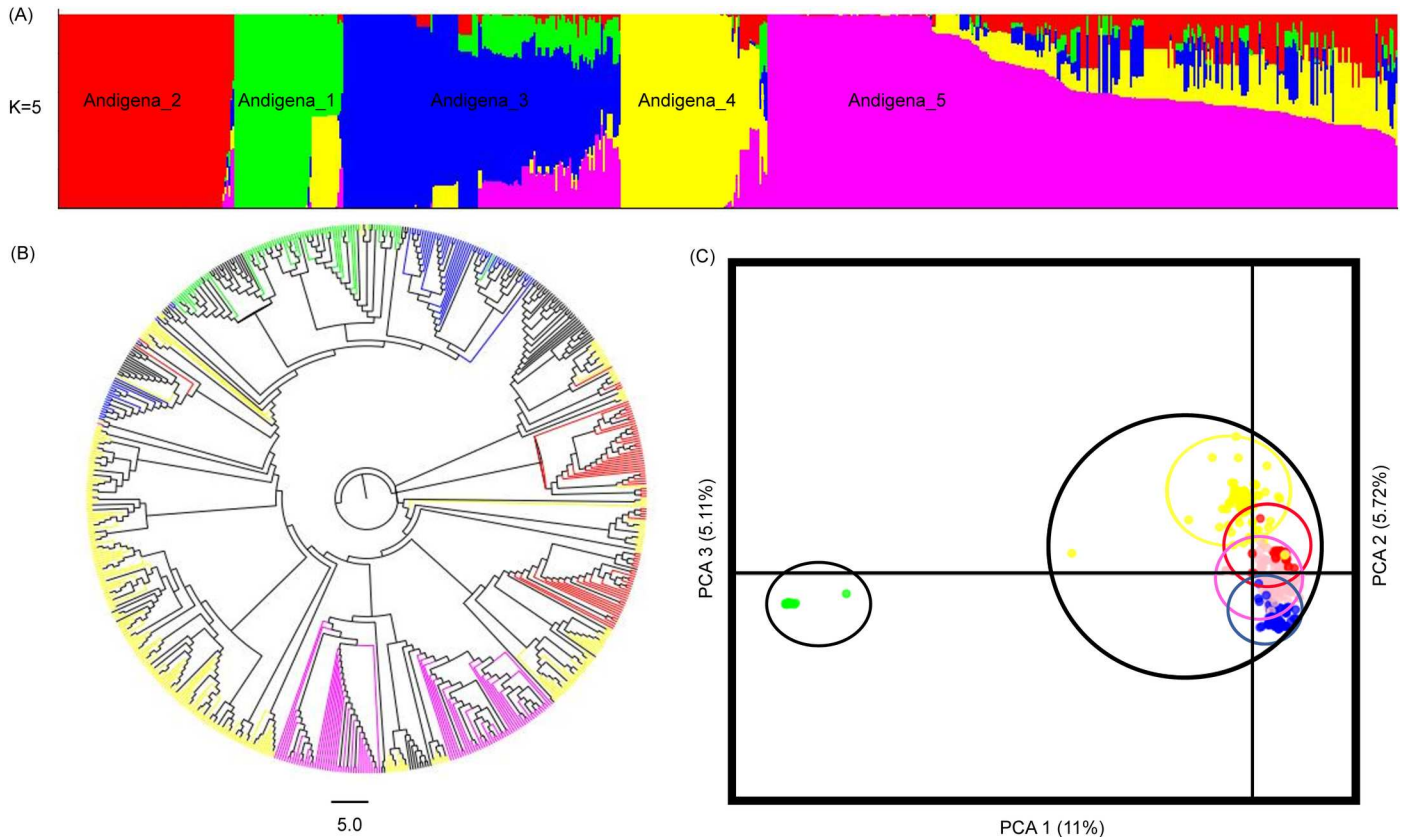 (A)
K=5
Andigena_2
Andigena_1
Andigena_3
Andigena_4
Andigena_5
(B)
5.0
(C)
PCA 3 (5.11%)
PCA 2 (5.72%)
PCA 1 (11%)